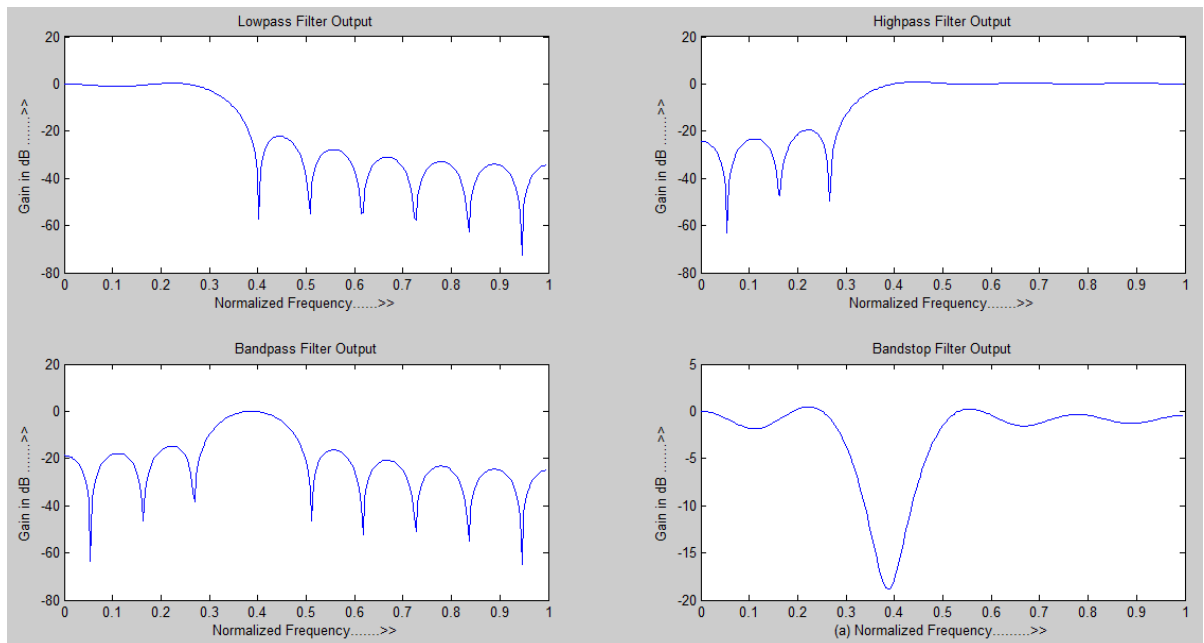 Lowpass Filter Output
20
0
-20
-40
-60
-80
Gain in dB .......>>
0 0.1 0.2 0.3 0.4 0.5 0.6 0.7 0.8 0.9 1
Normalized Frequency......>>
Highpass Filter Output
20
0
-20
-40
-60
-80
Gain in dB .......>>
0 0.1 0.2 0.3 0.4 0.5 0.6 0.7 0.8 0.9 1
Normalized Frequency.......>>
Bandpass Filter Output
20
0
-20
-40
-60
-80
Gain in dB .......>>
0 0.1 0.2 0.3 0.4 0.5 0.6 0.7 0.8 0.9 1
Normalized Frequency.......>>
Bandstop Filter Output
5
0
-5
-10
-15
-20
Gain in dB .......>>
0 0.1 0.2 0.3 0.4 0.5 0.6 0.7 0.8 0.9 1
(a) Normalized Frequency.........>>